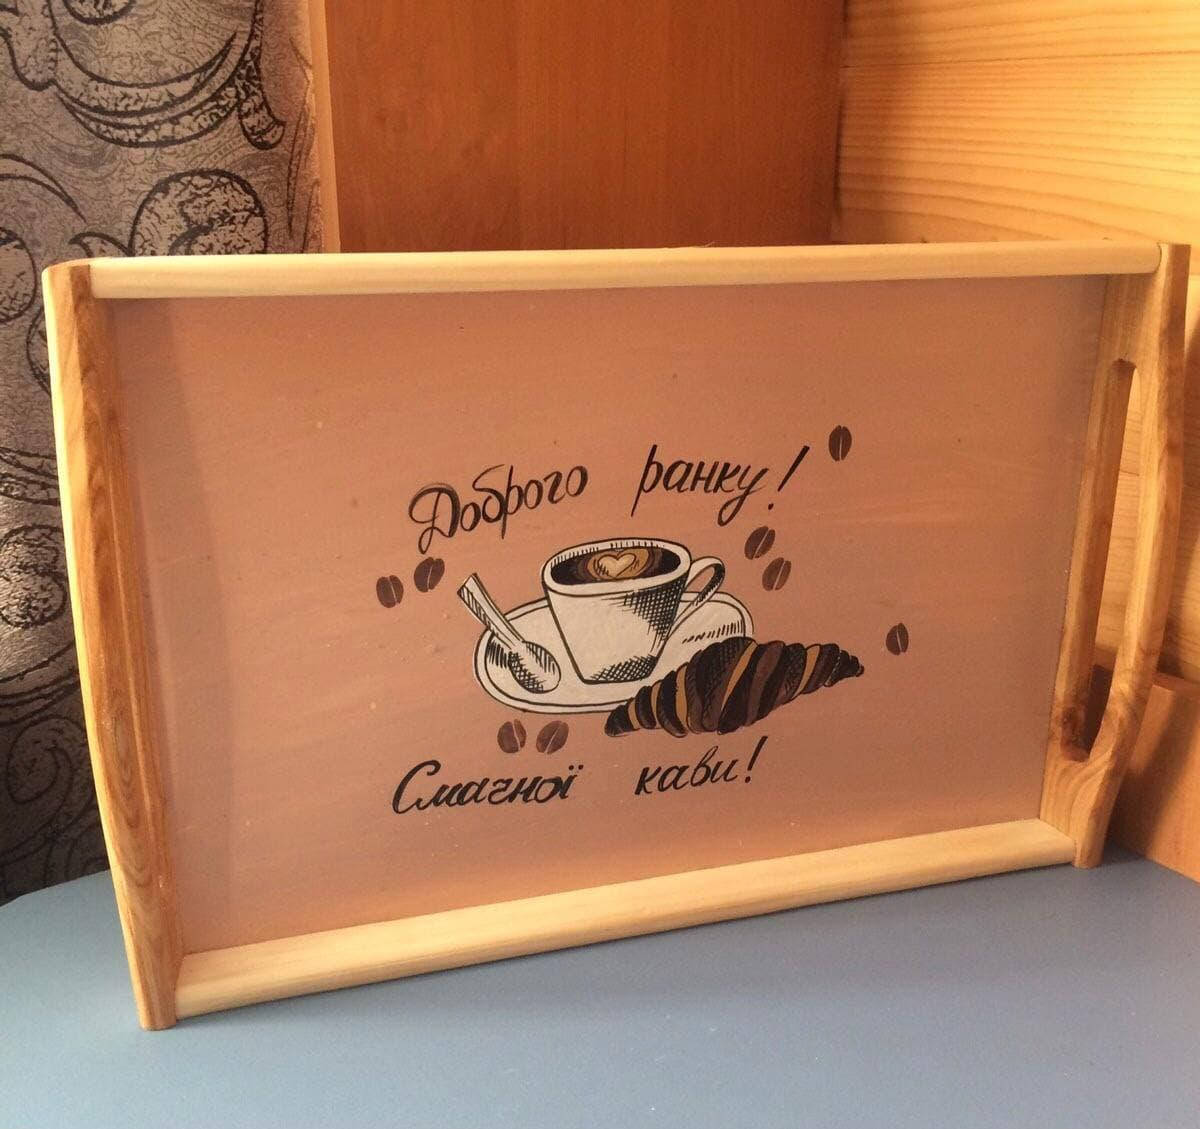 Доброго ранку!
Смачної кави!